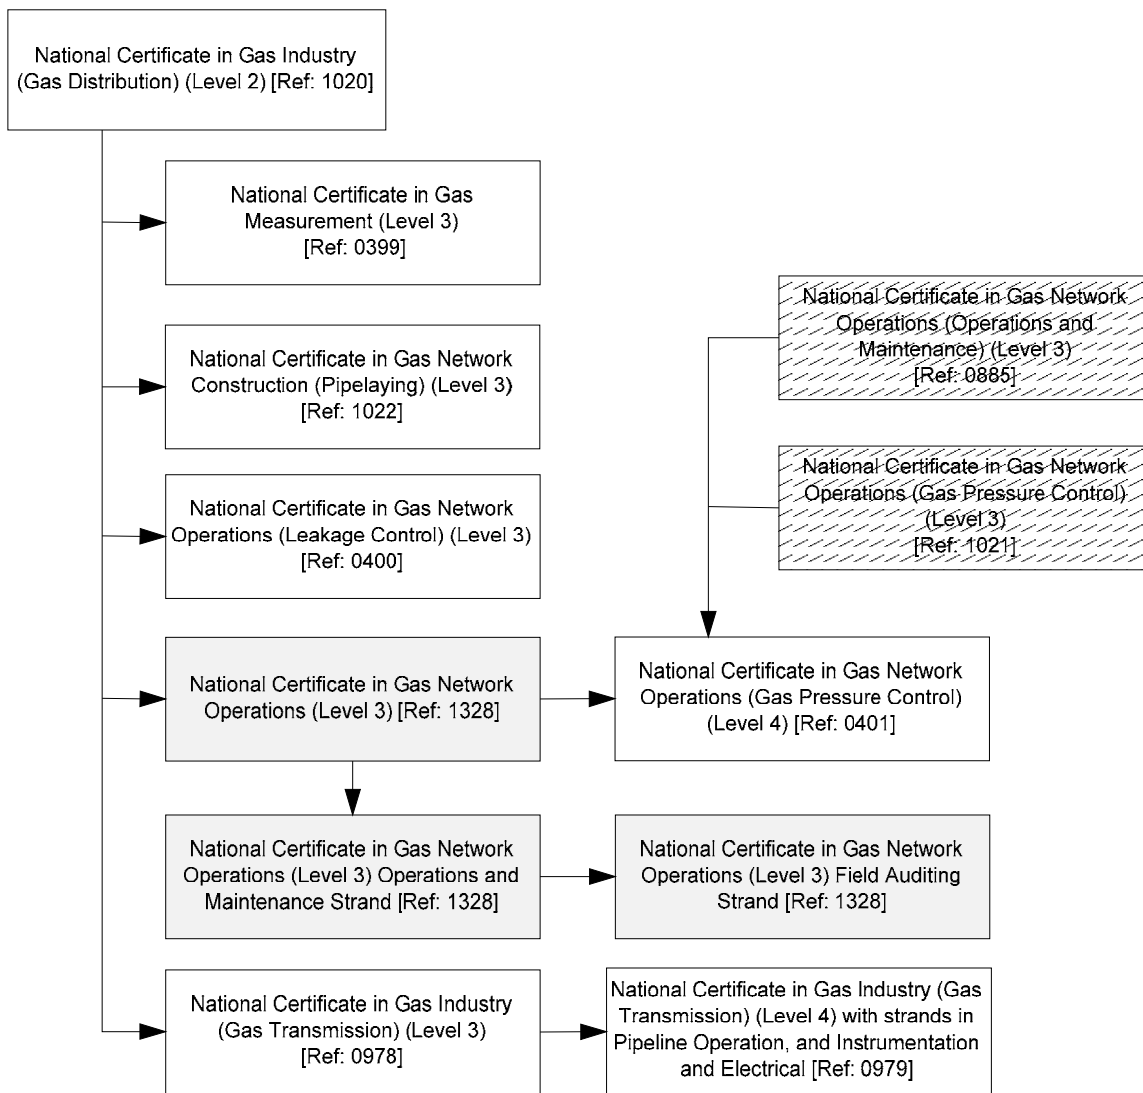 National Certificate in Gas Industry
(Gas Distribution) (Level 2) [Ref: 1020]
National Certificate in Gas
Measurement (Level 3)
[Ref: 0399]
National Certificate in Gas Network
Operations (Operations and
Maintenance) (Level 3)
[Ref: 0885]
National Certificate in Gas Network
Construction (Pipelaying) (Level 3)
[Ref: 1022]
National Certificate in Gas Network
Operations (Gas Pressure Control)
(Level 3)
[Ref: 1021]
National Certificate in Gas Network
Operations (Leakage Control) (Level 3)
[Ref: 0400]
National Certificate in Gas Network
Operations (Level 3) [Ref: 1328]
National Certificate in Gas Network
Operations (Gas Pressure Control)
(Level 4) [Ref: 0401]
National Certificate in Gas Network
Operations (Level 3) Operations and
Maintenance Strand [Ref: 1328]
National Certificate in Gas Network
Operations (Level 3) Field Auditing
Strand [Ref: 1328]
National Certificate in Gas Industry
(Gas Transmission) (Level 3)
[Ref: 0978]
National Certificate in Gas Industry (Gas
Transmission) (Level 4) with strands in
Pipeline Operation, and Instrumentation
and Electrical [Ref: 0979]